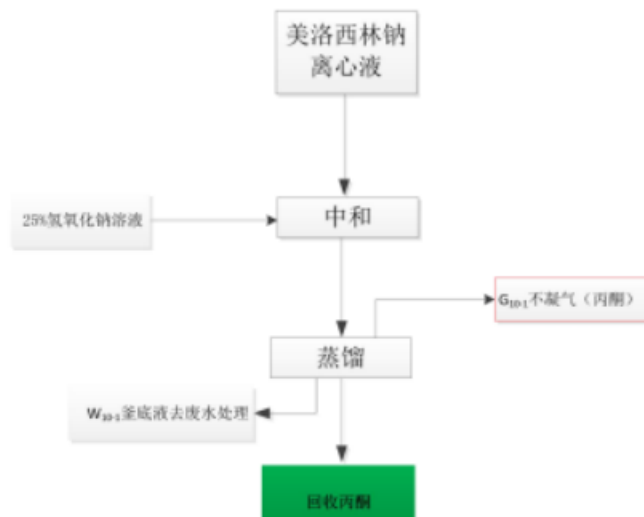 美洛西林钠
离心液
25%氢氧化钠溶液
中和
G10-1不凝气（丙酮）
蒸馏
W10-1釜底液去废水处理
回收丙酮